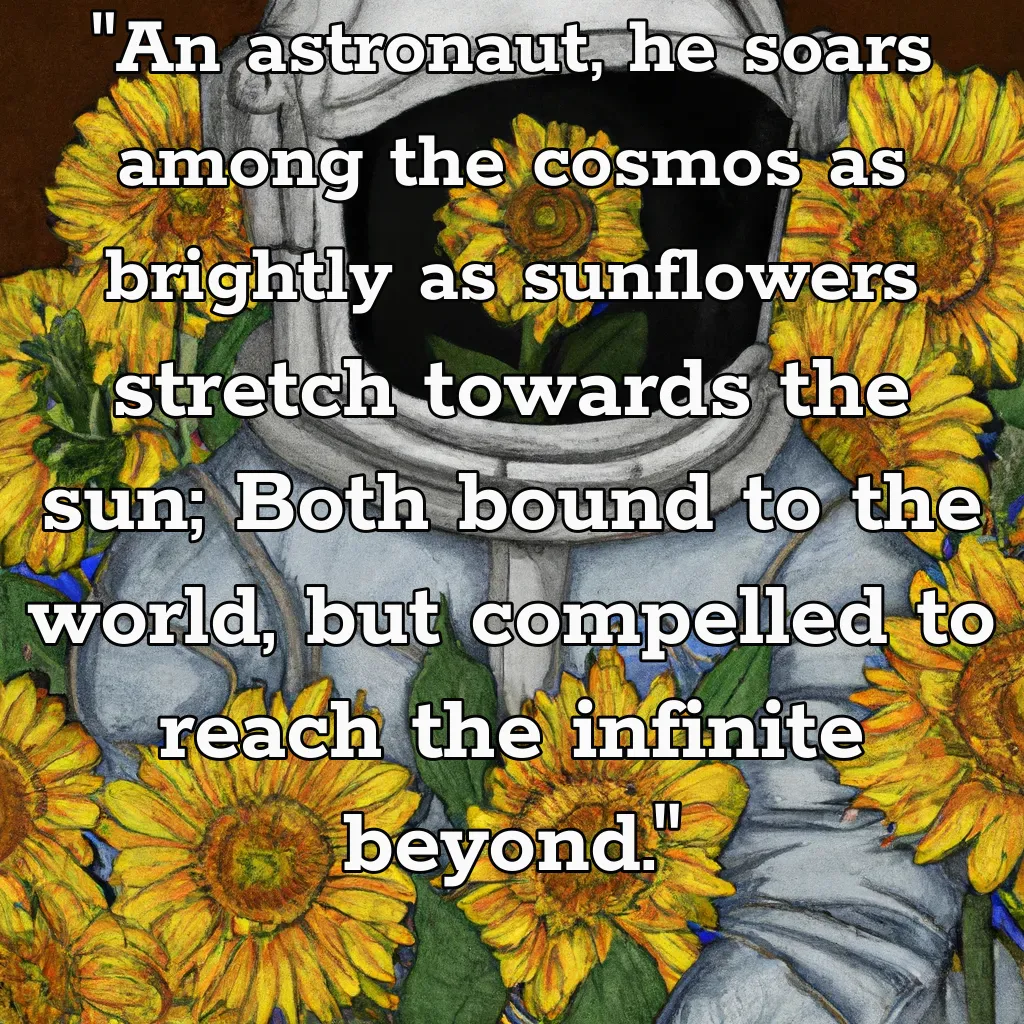 "An astronaut, he soars
among the cosmos as
brightly as sunflowers
stretch towards the
sun; Both bound to the
world, but compelled to
reach the infinite
beyond."